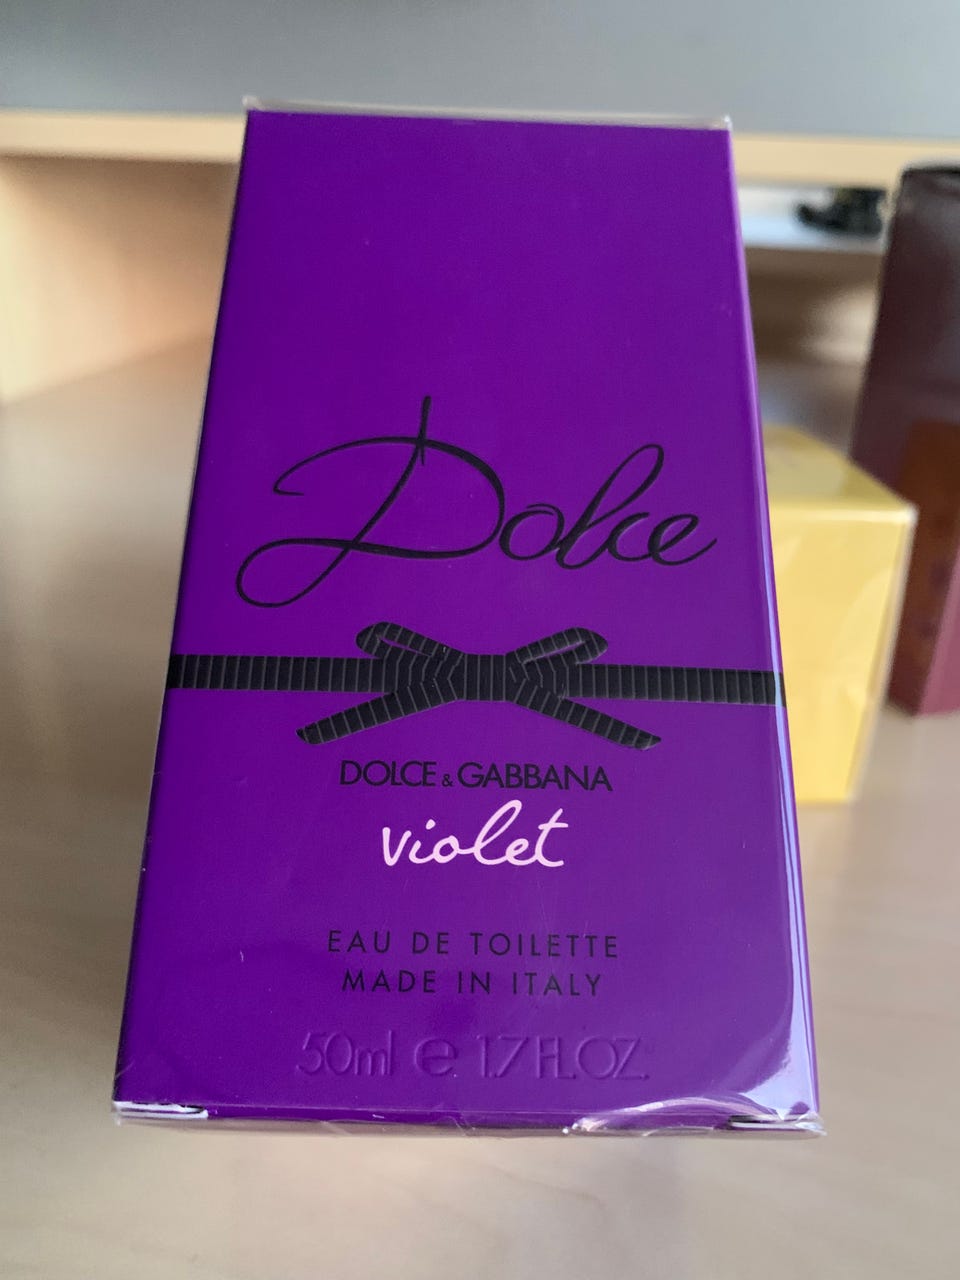 Dolce
DOLCE & GABBANA
violet
EAU DE TOILETTE
MADE IN ITALY
50ml e 1.7 FL.OZ.